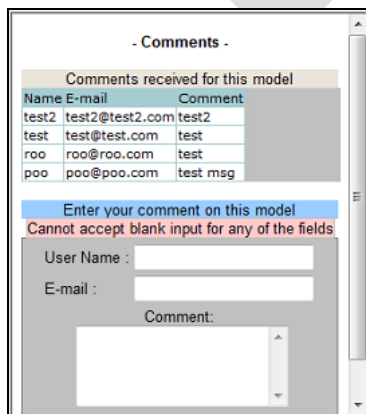 - Comments -
Comments received for this model
Name E-mail Comment
test2 test2@test2.com test2
test test@test.com test
roo roo@roo.com test
poo poo@poo.com test msg
Enter your comment on this model
Cannot accept blank input for any of the fields
User Name :
E-mail :
Comment: